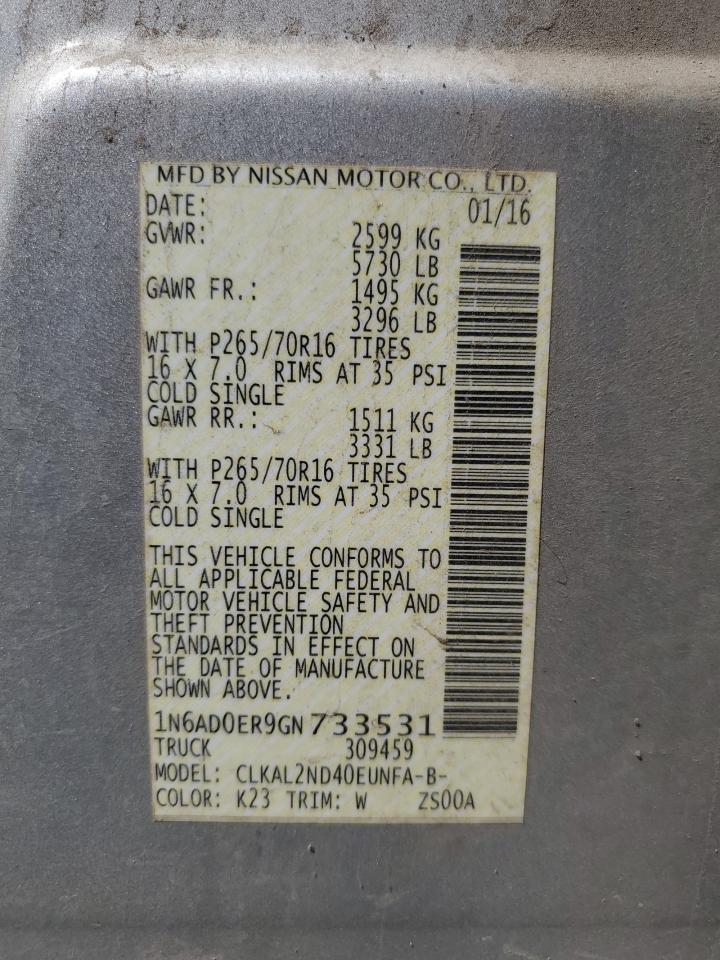 MFD BY NISSAN MOTOR CO., LTD.
DATE: 01/16
GVWR: 2599 KG
5730 LB
GAWR FR.: 1495 KG
3296 LB
WITH P265/70R16 TIRES
16 X 7.0 RIMS AT 35 PSI
COLD SINGLE
GAWR RR.: 1511 KG
3331 LB
WITH P265/70R16 TIRES
16 X 7.0 RIMS AT 35 PSI
COLD SINGLE
THIS VEHICLE CONFORMS TO
ALL APPLICABLE FEDERAL
MOTOR VEHICLE SAFETY AND
THEFT PREVENTION
STANDARDS IN EFFECT ON
THE DATE OF MANUFACTURE
SHOWN ABOVE.
1N6AD0ER9GN733531
TRUCK 309459
MODEL: CLKAL2ND40EUNFA-B-
COLOR: K23 TRIM: W ZS00A